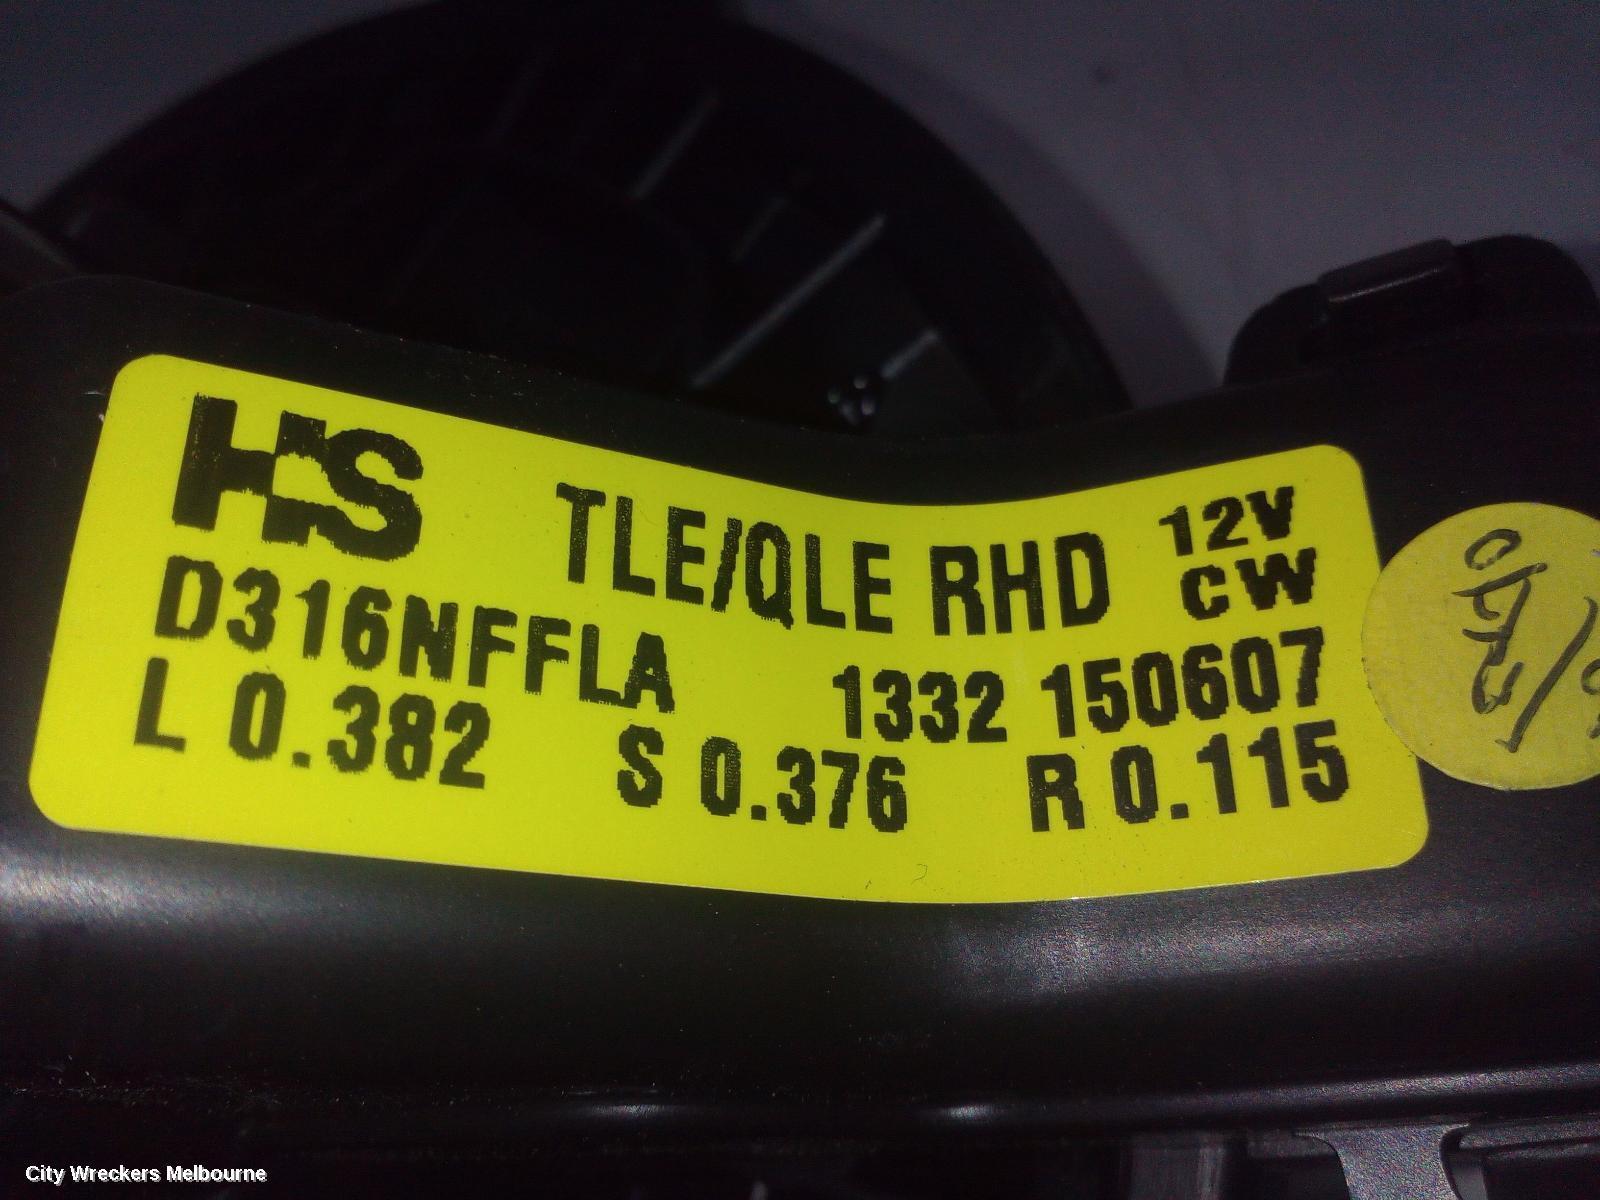 HS TLE/QLE RHD 12V
CW
D316NFFLA 1332 150607
L 0.382 S 0.376 R 0.115
City Wreckers Melbourne